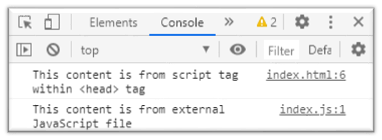 Elements Console » 2
top Filter Defa
This content is from script tag index.html:6
within <head> tag
This content is from external index.js:1
JavaScript file